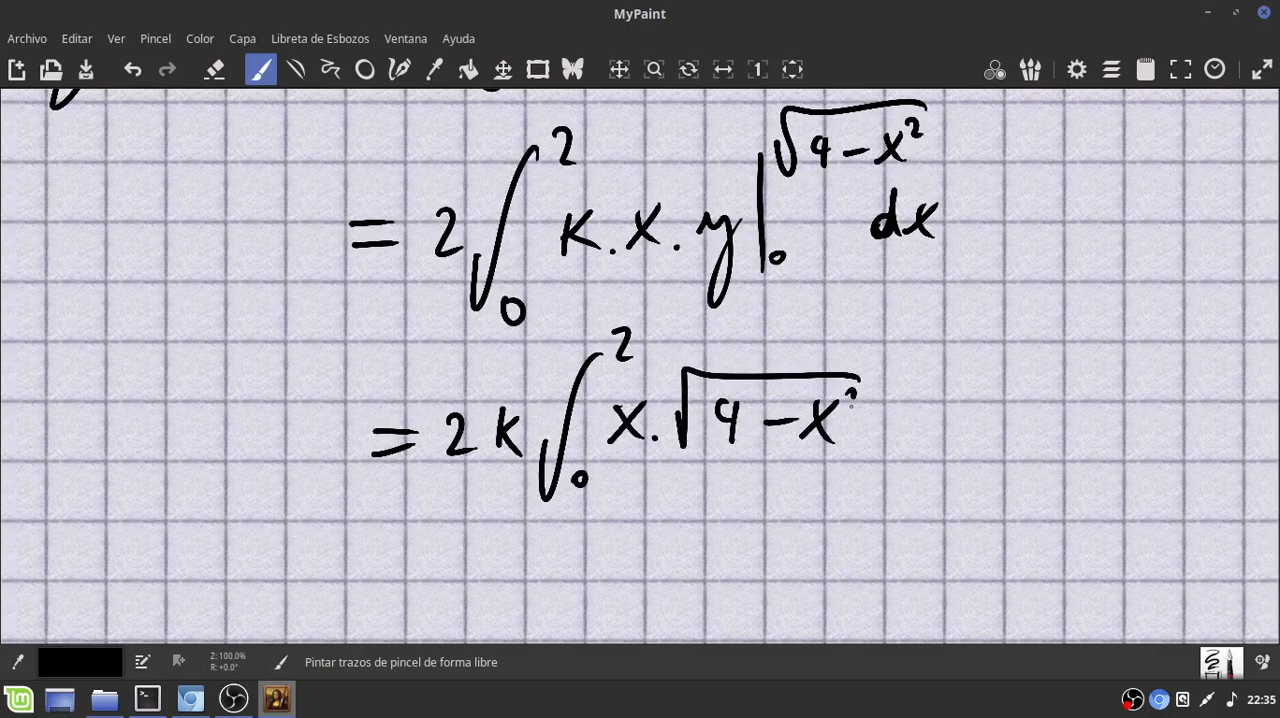 MyPaint
Archivo Editar Ver Pincel Color Capa Libreta de Esbozos Ventana Ayuda
= 2 ∫₀² K . x . y |₀^√(4 − x²) dx
= 2 K ∫₀² x . √(4 − x²)
Z: 100.0%
R: +0.0°
Pintar trazos de pincel de forma libre
22:35